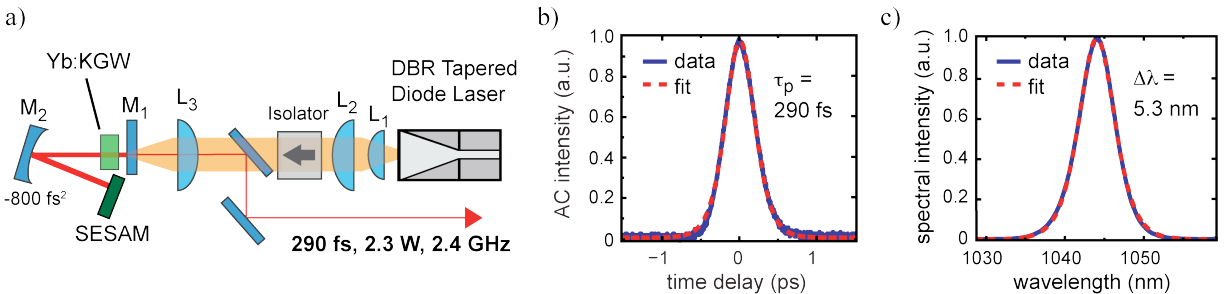 a)
Yb:KGW
M2
M1
L3
Isolator
L2
L1
DBR Tapered
Diode Laser
-800 fs²
SESAM
290 fs, 2.3 W, 2.4 GHz
b)
AC intensity (a.u.)
1.0
0.8
0.6
0.4
0.2
0
data
fit
τp =
290 fs
−1
0
1
time delay (ps)
c)
spectral intensity (a.u.)
1.0
0.8
0.6
0.4
0.2
0
data
fit
Δλ =
5.3 nm
1030
1040
1050
wavelength (nm)